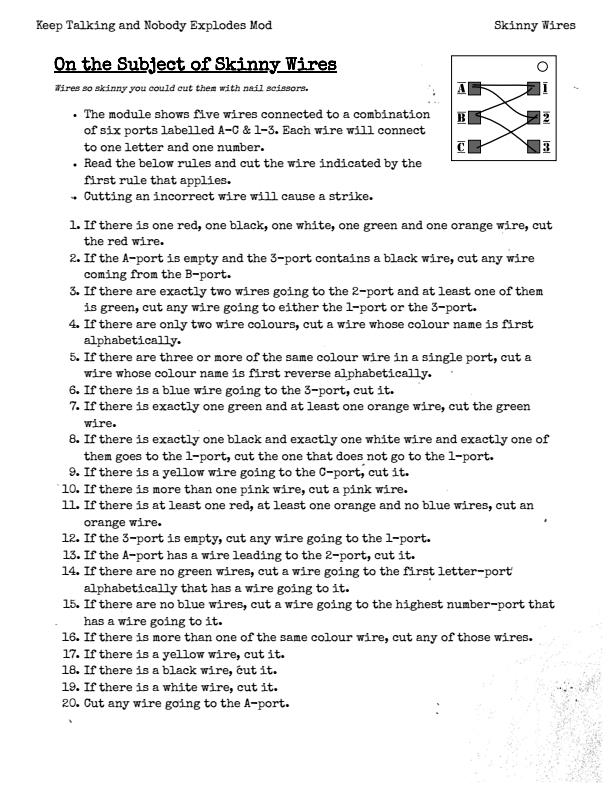 Keep Talking and Nobody Explodes Mod Skinny Wires
On the Subject of Skinny Wires
Wires so skinny you could cut them with nail scissors.
A 1
B 2
C 3
• The module shows five wires connected to a combination
of six ports labelled A-C & 1-3. Each wire will connect
to one letter and one number.
• Read the below rules and cut the wire indicated by the
first rule that applies.
• Cutting an incorrect wire will cause a strike.
1. If there is one red, one black, one white, one green and one orange wire, cut
the red wire.
2. If the A-port is empty and the 3-port contains a black wire, cut any wire
coming from the B-port.
3. If there are exactly two wires going to the 2-port and at least one of them
is green, cut any wire going to either the 1-port or the 3-port.
4. If there are only two wire colours, cut a wire whose colour name is first
alphabetically.
5. If there are three or more of the same colour wire in a single port, cut a
wire whose colour name is first reverse alphabetically.
6. If there is a blue wire going to the 3-port, cut it.
7. If there is exactly one green and at least one orange wire, cut the green
wire.
8. If there is exactly one black and exactly one white wire and exactly one of
them goes to the 1-port, cut the one that does not go to the 1-port.
9. If there is a yellow wire going to the C-port, cut it.
10. If there is more than one pink wire, cut a pink wire.
11. If there is at least one red, at least one orange and no blue wires, cut an
orange wire.
12. If the 3-port is empty, cut any wire going to the 1-port.
13. If the A-port has a wire leading to the 2-port, cut it.
14. If there are no green wires, cut a wire going to the first letter-port
alphabetically that has a wire going to it.
15. If there are no blue wires, cut a wire going to the highest number-port that
has a wire going to it.
16. If there is more than one of the same colour wire, cut any of those wires.
17. If there is a yellow wire, cut it.
18. If there is a black wire, cut it.
19. If there is a white wire, cut it.
20. Cut any wire going to the A-port.